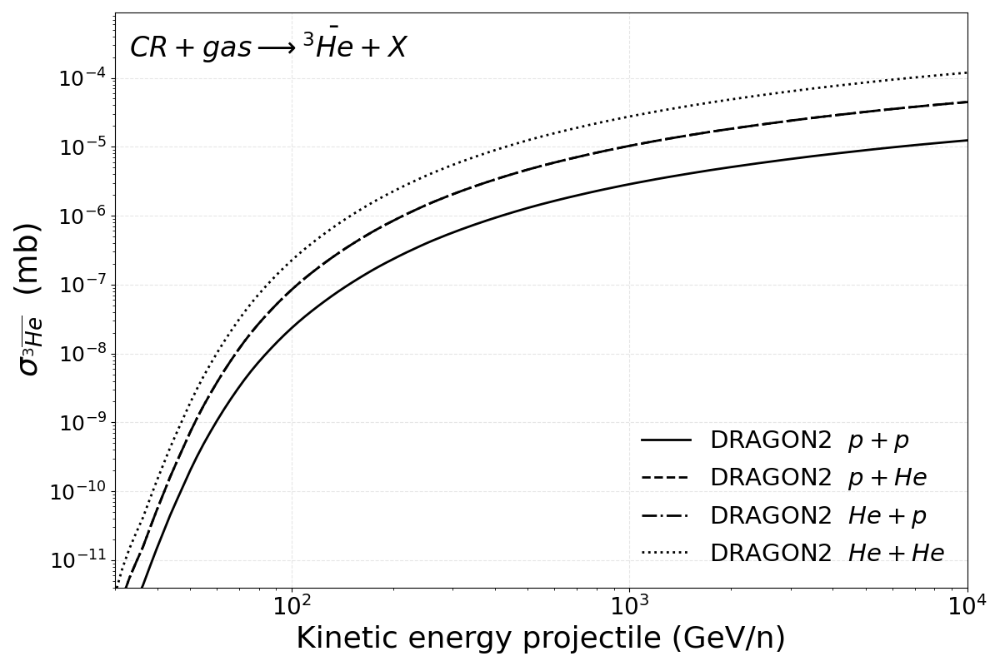 CR + gas ⟶ ³H̄e + X
10⁻⁴
10⁻⁵
10⁻⁶
10⁻⁷
10⁻⁸
10⁻⁹
10⁻¹⁰
10⁻¹¹
σ ³H̅e̅ (mb)
DRAGON2 p + p
DRAGON2 p + He
DRAGON2 He + p
DRAGON2 He + He
10² 10³ 10⁴
Kinetic energy projectile (GeV/n)